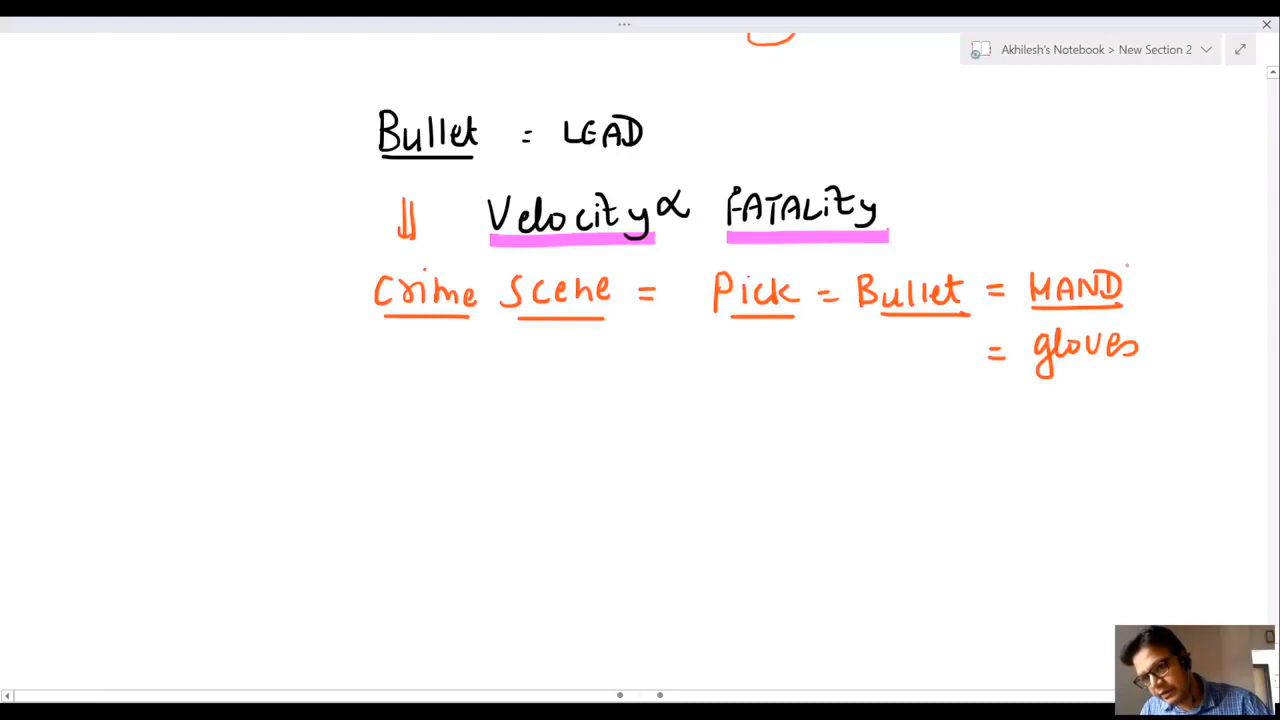 Akhilesh's Notebook > New Section 2
Bullet = LEAD
Velocity ∝ FATALity
Crime Scene = Pick = Bullet = HAND
= gloves